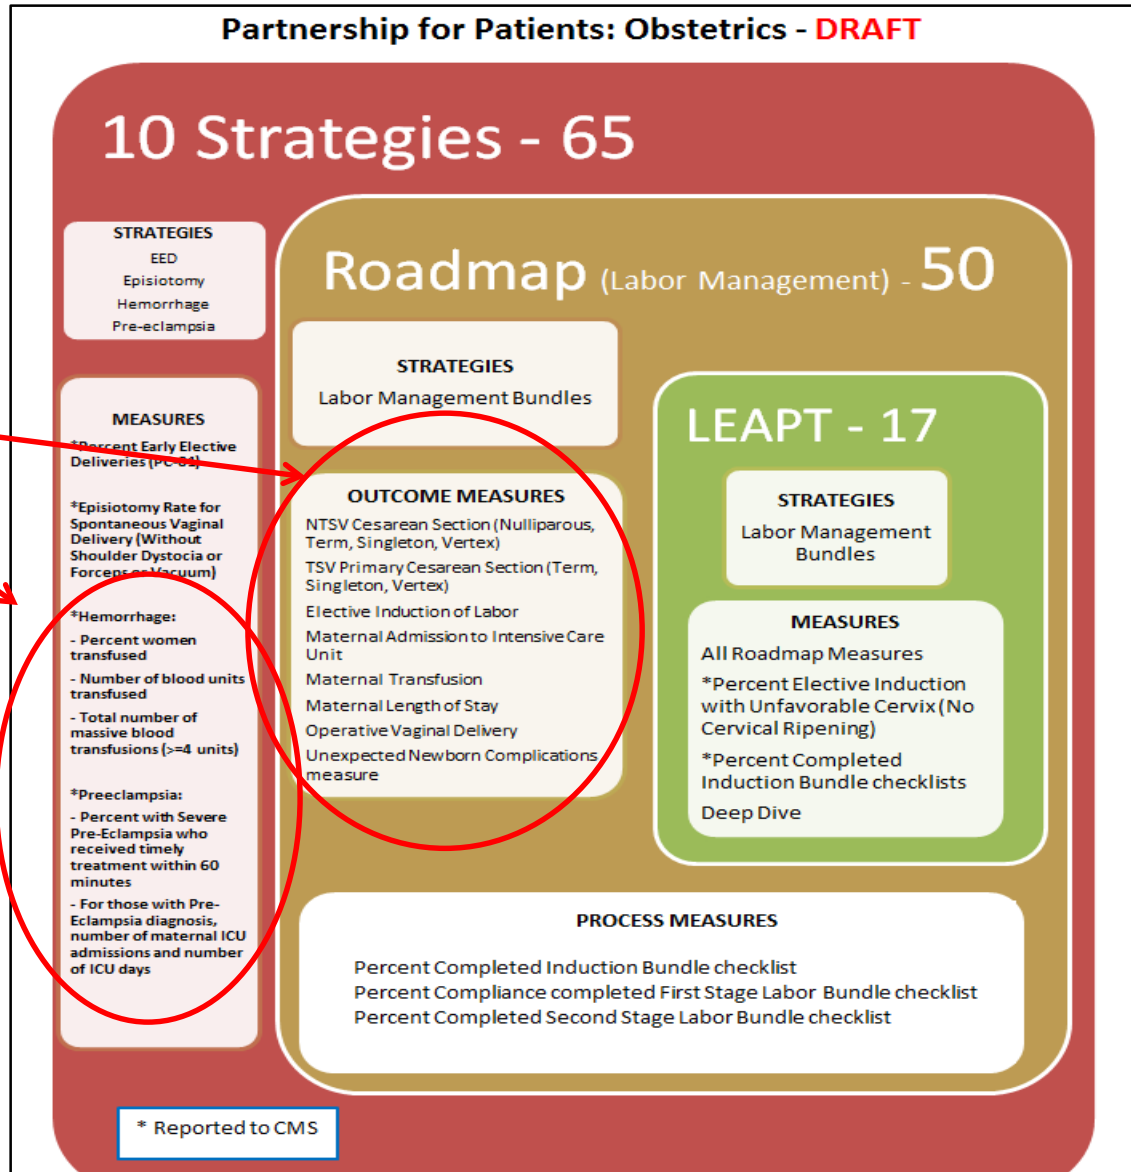 Partnership for Patients: Obstetrics - DRAFT
10 Strategies - 65
STRATEGIES
EED
Episiotomy
Hemorrhage
Pre-eclampsia
MEASURES
*Percent Early Elective
Deliveries (PC-01)
*Episiotomy Rate for
Spontaneous Vaginal
Delivery (Without
Shoulder Dystocia or
Forceps or Vacuum)
*Hemorrhage:
- Percent women
transfused
- Number of blood units
transfused
- Total number of
massive blood
transfusions (>=4 units)
*Preeclampsia:
- Percent with Severe
Pre-Eclampsia who
received timely
treatment within 60
minutes
- For those with Pre-
Eclampsia diagnosis,
number of maternal ICU
admissions and number
of ICU days
Roadmap (Labor Management) - 50
STRATEGIES
Labor Management Bundles
OUTCOME MEASURES
NTSV Cesarean Section (Nulliparous,
Term, Singleton, Vertex)
TSV Primary Cesarean Section (Term,
Singleton, Vertex)
Elective Induction of Labor
Maternal Admission to Intensive Care
Unit
Maternal Transfusion
Maternal Length of Stay
Operative Vaginal Delivery
Unexpected Newborn Complications
measure
LEAPT - 17
STRATEGIES
Labor Management
Bundles
MEASURES
All Roadmap Measures
*Percent Elective Induction
with Unfavorable Cervix (No
Cervical Ripening)
*Percent Completed
Induction Bundle checklists
Deep Dive
PROCESS MEASURES
Percent Completed Induction Bundle checklist
Percent Compliance completed First Stage Labor Bundle checklist
Percent Completed Second Stage Labor Bundle checklist
* Reported to CMS